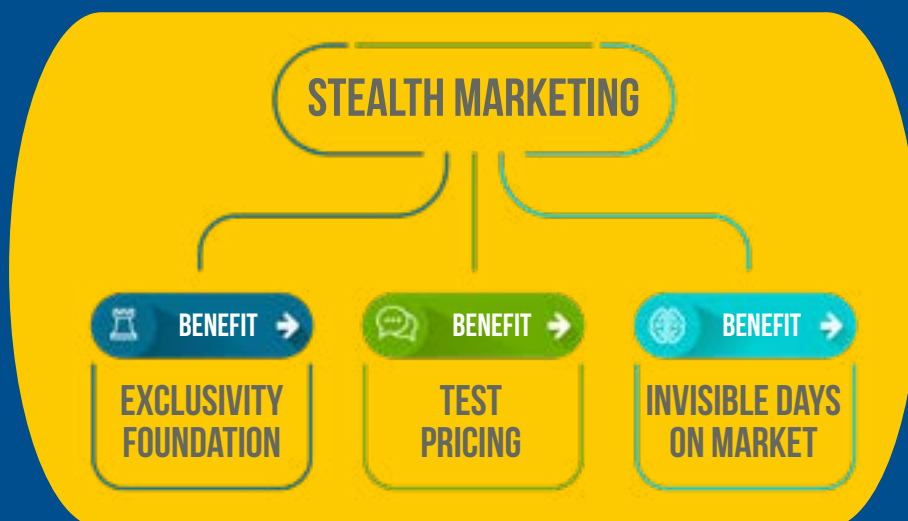 STEALTH MARKETING
BENEFIT
EXCLUSIVITY
FOUNDATION
BENEFIT
TEST
PRICING
BENEFIT
INVISIBLE DAYS
ON MARKET